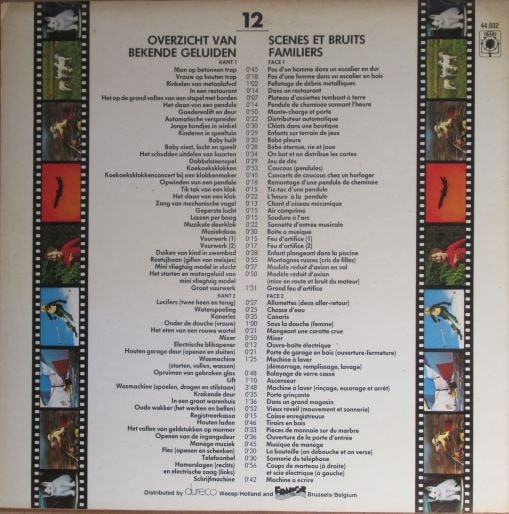 12
44.032
OVERZICHT VAN BEKENDE GELUIDEN
SCENES ET BRUITS FAMILIERS
KANT 1 FACE 1
Man op betonnen trap 0'45 Pas d'un homme dans un escalier en dur
Vrouw op houten trap 0'18 Pas d'une femme dans un escalier en bois
Rinkelen van metaalafval 1'02 Pelletage de débris métalliques
In een restaurant 0'14 Dans un restaurant
Het op de grond vallen van een stapel met borden 0'07 Plateau d'assiettes tombant à terre
Het slaan van een pendule 0'14 Pendule de cheminée sonnant l'heure
Goederenlift en deur 0'50 Monte-charge et porte
Automatische verspreider 0'22 Distributeur automatique
Jonge hondjes in winkel 0'30 Chiots dans une boutique
Kinderen in speeltuin 0'29 Enfants sur terrain de jeux
Baby huilt 0'30 Bébé pleure
Baby niest, lacht en speelt 0'28 Bébé éternue, rie et joue
Het schudden uitdelen van kaarten 0'34 On bat et on distribue les cartes
Dobbelsteenspel 0'29 Jeu de dés
Koekoeksklokken 0'53 Coucous (pendules)
Koekoeksklokkenconcert bij een klokkenmaker 0'45 Concerts de coucous chez un horloger
Opwinden van een pendule 0'18 Remontage d'une pendule de cheminée
Tik tak van een klok 0'15 Tic-tac d'une pendule
Het slaan van een klok 0'22 L'heure à la pendule
Zang van mechanische vogel 0'13 Chant d'oiseau mécanique
Geperste lucht 0'15 Air comprimé
Lassen per boog 0'15 Soudure à l'arc
Muzikale deurklok 0'22 Sonnette d'entrée musicale
Muziekdoos 0'30 Boîte à musique
Vuurwerk (1) 0'15 Feu d'artifice (1)
Vuurwerk (2) 0'17 Feu d'artifice (2)
Duiken van kind in zwembad 0'28 Enfant plongeant dans la piscine
Roetsjbaan (gillen van meisjes) 0'55 Montagnes russes (cris de filles)
Mini vliegtuig model in vlucht 0'27 Modèle réduit d'avion en vol
Het starten en motorgeluid van 0'50 Modèle réduit d'avion
mini vliegtuig model (mise en route et bruit du moteur)
Groot vuurwerk 1'31 Grand feu d'artifice
KANT 2 FACE 2
Lucifers (twee heen en terug) 0'27 Allumettes (deux aller-retour)
Waterspoeling 0'25 Chasse d'eau
Kanaries 0'35 Canaris
Onder de douche (vrouw) 1'00 Sous la douche (femme)
Het eten van een rouwe wortel 0'21 Mangeant une carotte crue
Mixer 0'50 Mixer
Electrische blikopener 0'12 Ouvre-boîte électrique
Houten garage deur (openen en sluiten) 0'21 Porte de garage en bois (ouverture-fermeture)
Wasmachine 1'25 Machine à laver
(starten, vullen, wassen) (démarrage, remplissage, lavage)
Opruimen van gebroken glas 0'48 Balayage de verre cassé
Lift 1'10 Ascenseur
Wasmachine (spoelen, drogen en stilstaan) 3'48 Machine à laver (rinçage, essorage et arrêt)
Krakende deur 0'35 Porte grinçante
In een groot warenhuis 1'36 Dans un grand magasin
Oude wekker (het werken en bellen) 0'52 Vieux réveil (mouvement et sonnerie)
Registreerkassa 0'15 Caisse enregistreuse
Houten laden 0'46 Tiroirs en bois
Het vallen van geldstukken op marmer 0'33 Pièces de monnaie sur du marbre
Openen van de ingangsdeur 0'36 Ouverture de la porte d'entrée
Manége muziek 0'45 Musique de manège
Fles (openen en schenken) 0'20 La bouteille (on débouche et on verse)
Telefoonbel 0'30 Sonnerie de téléphone
Hamerslagen (rechts) 0'56 Coups de marteau (à droite)
en electrische zaag (links) et scie électrique (à gauche)
Schrijfmachine 0'42 Machine à écrire
Distributed by dureco Weesp/Holland and Fonior Brussels/Belgium